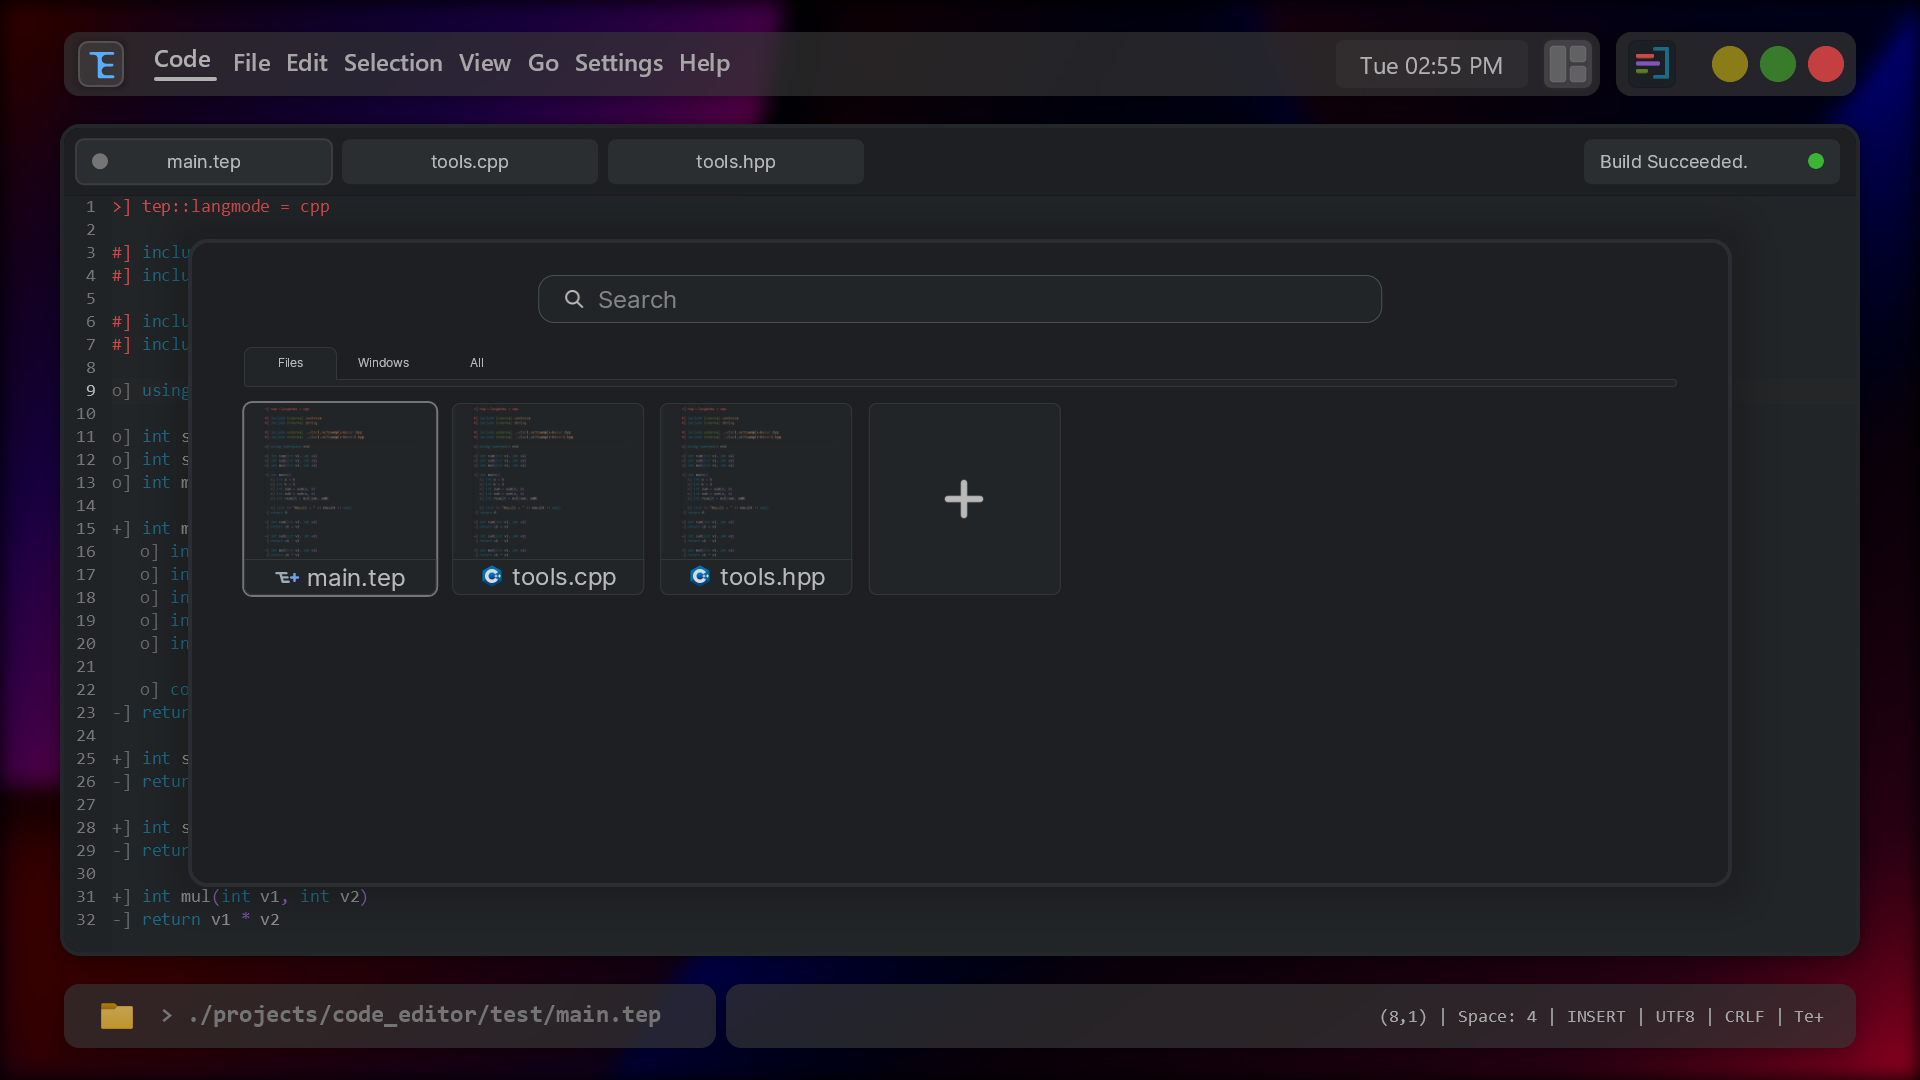 Code File Edit Selection View Go Settings Help
Tue 02:55 PM
main.tep
tools.cpp
tools.hpp
Build Succeeded.
1 >] tep::langmode = cpp
2
3 #] inclu
4 #] inclu
5
6 #] inclu
7 #] inclu
8
9 o] using
10
11 o] int s
12 o] int s
13 o] int m
14
15 +] int m
16 o] in
17 o] in
18 o] in
19 o] in
20 o] in
21
22 o] co
23 -] retur
24
25 +] int s
26 -] retur
27
28 +] int s
29 -] retur
30
31 +] int mul(int v1, int v2)
32 -] return v1 * v2
Search
Files Windows All
main.tep
tools.cpp
tools.hpp
> ./projects/code_editor/test/main.tep
(8,1) | Space: 4 | INSERT | UTF8 | CRLF | Te+